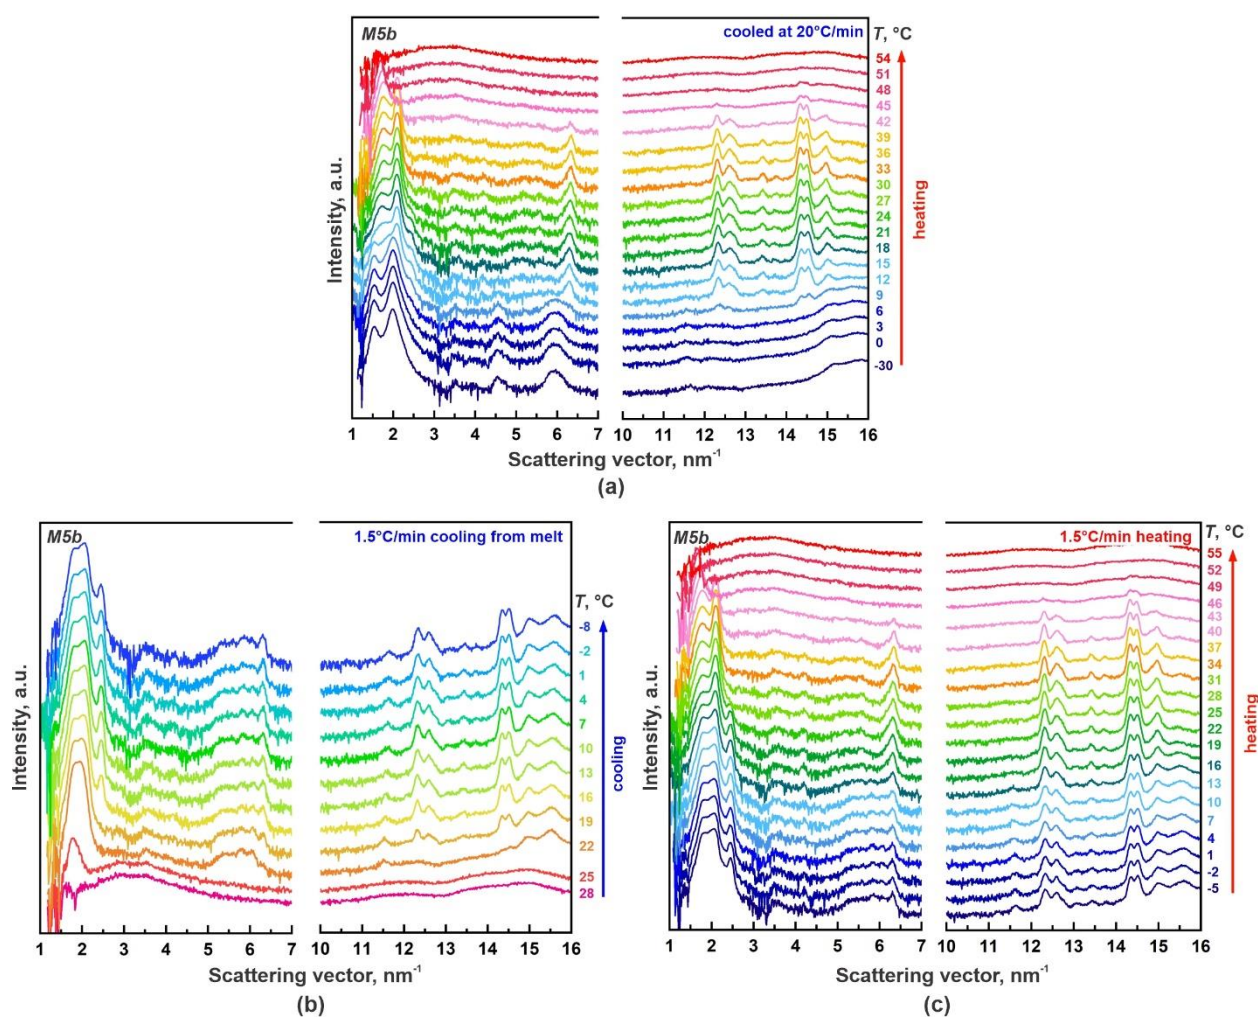 M5b
cooled at 20°C/min
T, °C
54
51
48
45
42
39
36
33
30
27
24
21
18
15
12
9
6
3
0
-30
heating
Intensity, a.u.
1 2 3 4 5 6 7 10 11 12 13 14 15 16
Scattering vector, nm⁻¹
(a)
M5b
1.5°C/min cooling from melt
T, °C
-8
-2
1
4
7
10
13
16
19
22
25
28
cooling
Intensity, a.u.
1 2 3 4 5 6 7 10 11 12 13 14 15 16
Scattering vector, nm⁻¹
(b)
M5b
1.5°C/min heating
T, °C
55
52
49
46
43
40
37
34
31
28
25
22
19
16
13
10
7
4
1
-2
-5
heating
Intensity, a.u.
1 2 3 4 5 6 7 10 11 12 13 14 15 16
Scattering vector, nm⁻¹
(c)